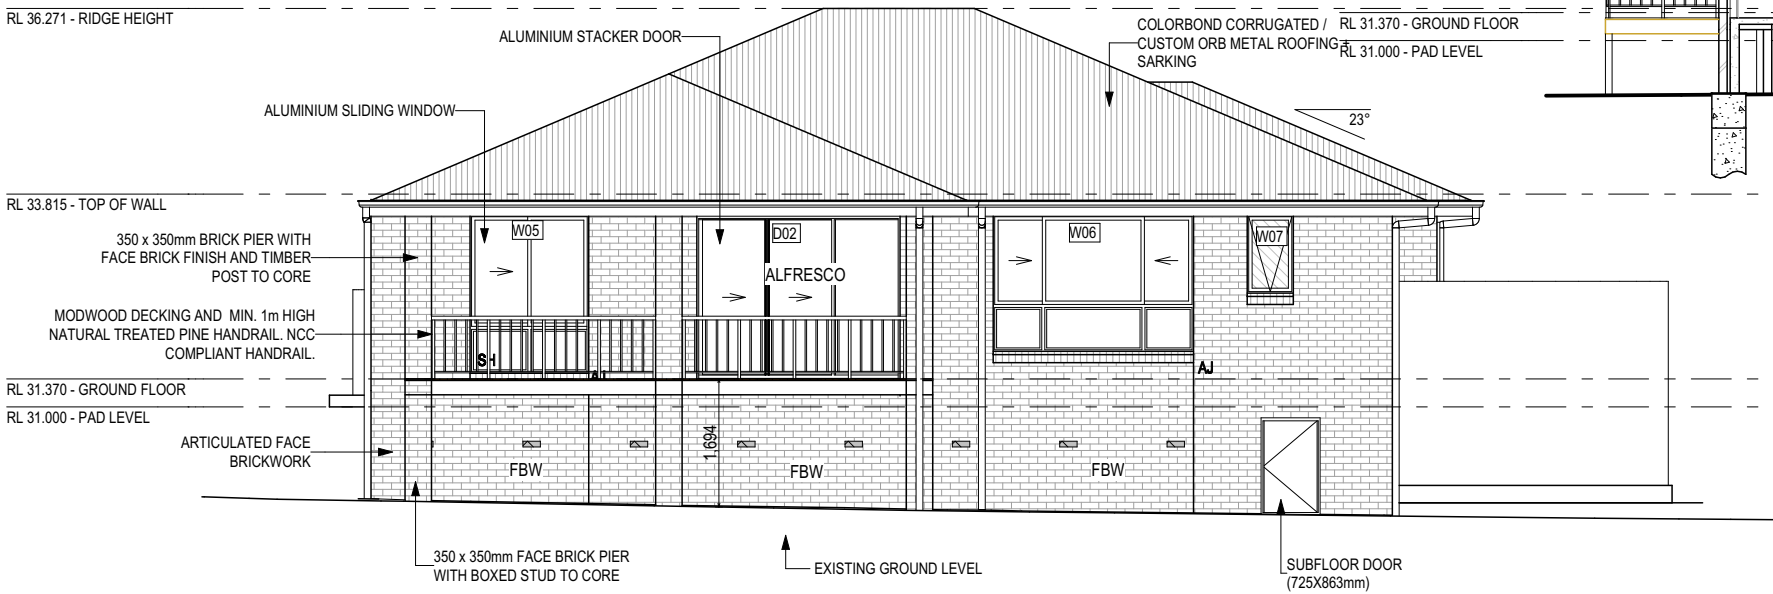 RL 36.271 - RIDGE HEIGHT
ALUMINIUM STACKER DOOR
COLORBOND CORRUGATED /
CUSTOM ORB METAL ROOFING +
SARKING
RL 31.370 - GROUND FLOOR
RL 31.000 - PAD LEVEL
ALUMINIUM SLIDING WINDOW
23°
RL 33.815 - TOP OF WALL
350 x 350mm BRICK PIER WITH
FACE BRICK FINISH AND TIMBER
POST TO CORE
W05
D02
W06
W07
ALFRESCO
MODWOOD DECKING AND MIN. 1m HIGH
NATURAL TREATED PINE HANDRAIL. NCC
COMPLIANT HANDRAIL.
SH
AJ
RL 31.370 - GROUND FLOOR
RL 31.000 - PAD LEVEL
ARTICULATED FACE
BRICKWORK
1,694
FBW
FBW
FBW
350 x 350mm FACE BRICK PIER
WITH BOXED STUD TO CORE
EXISTING GROUND LEVEL
SUBFLOOR DOOR
(725X863mm)